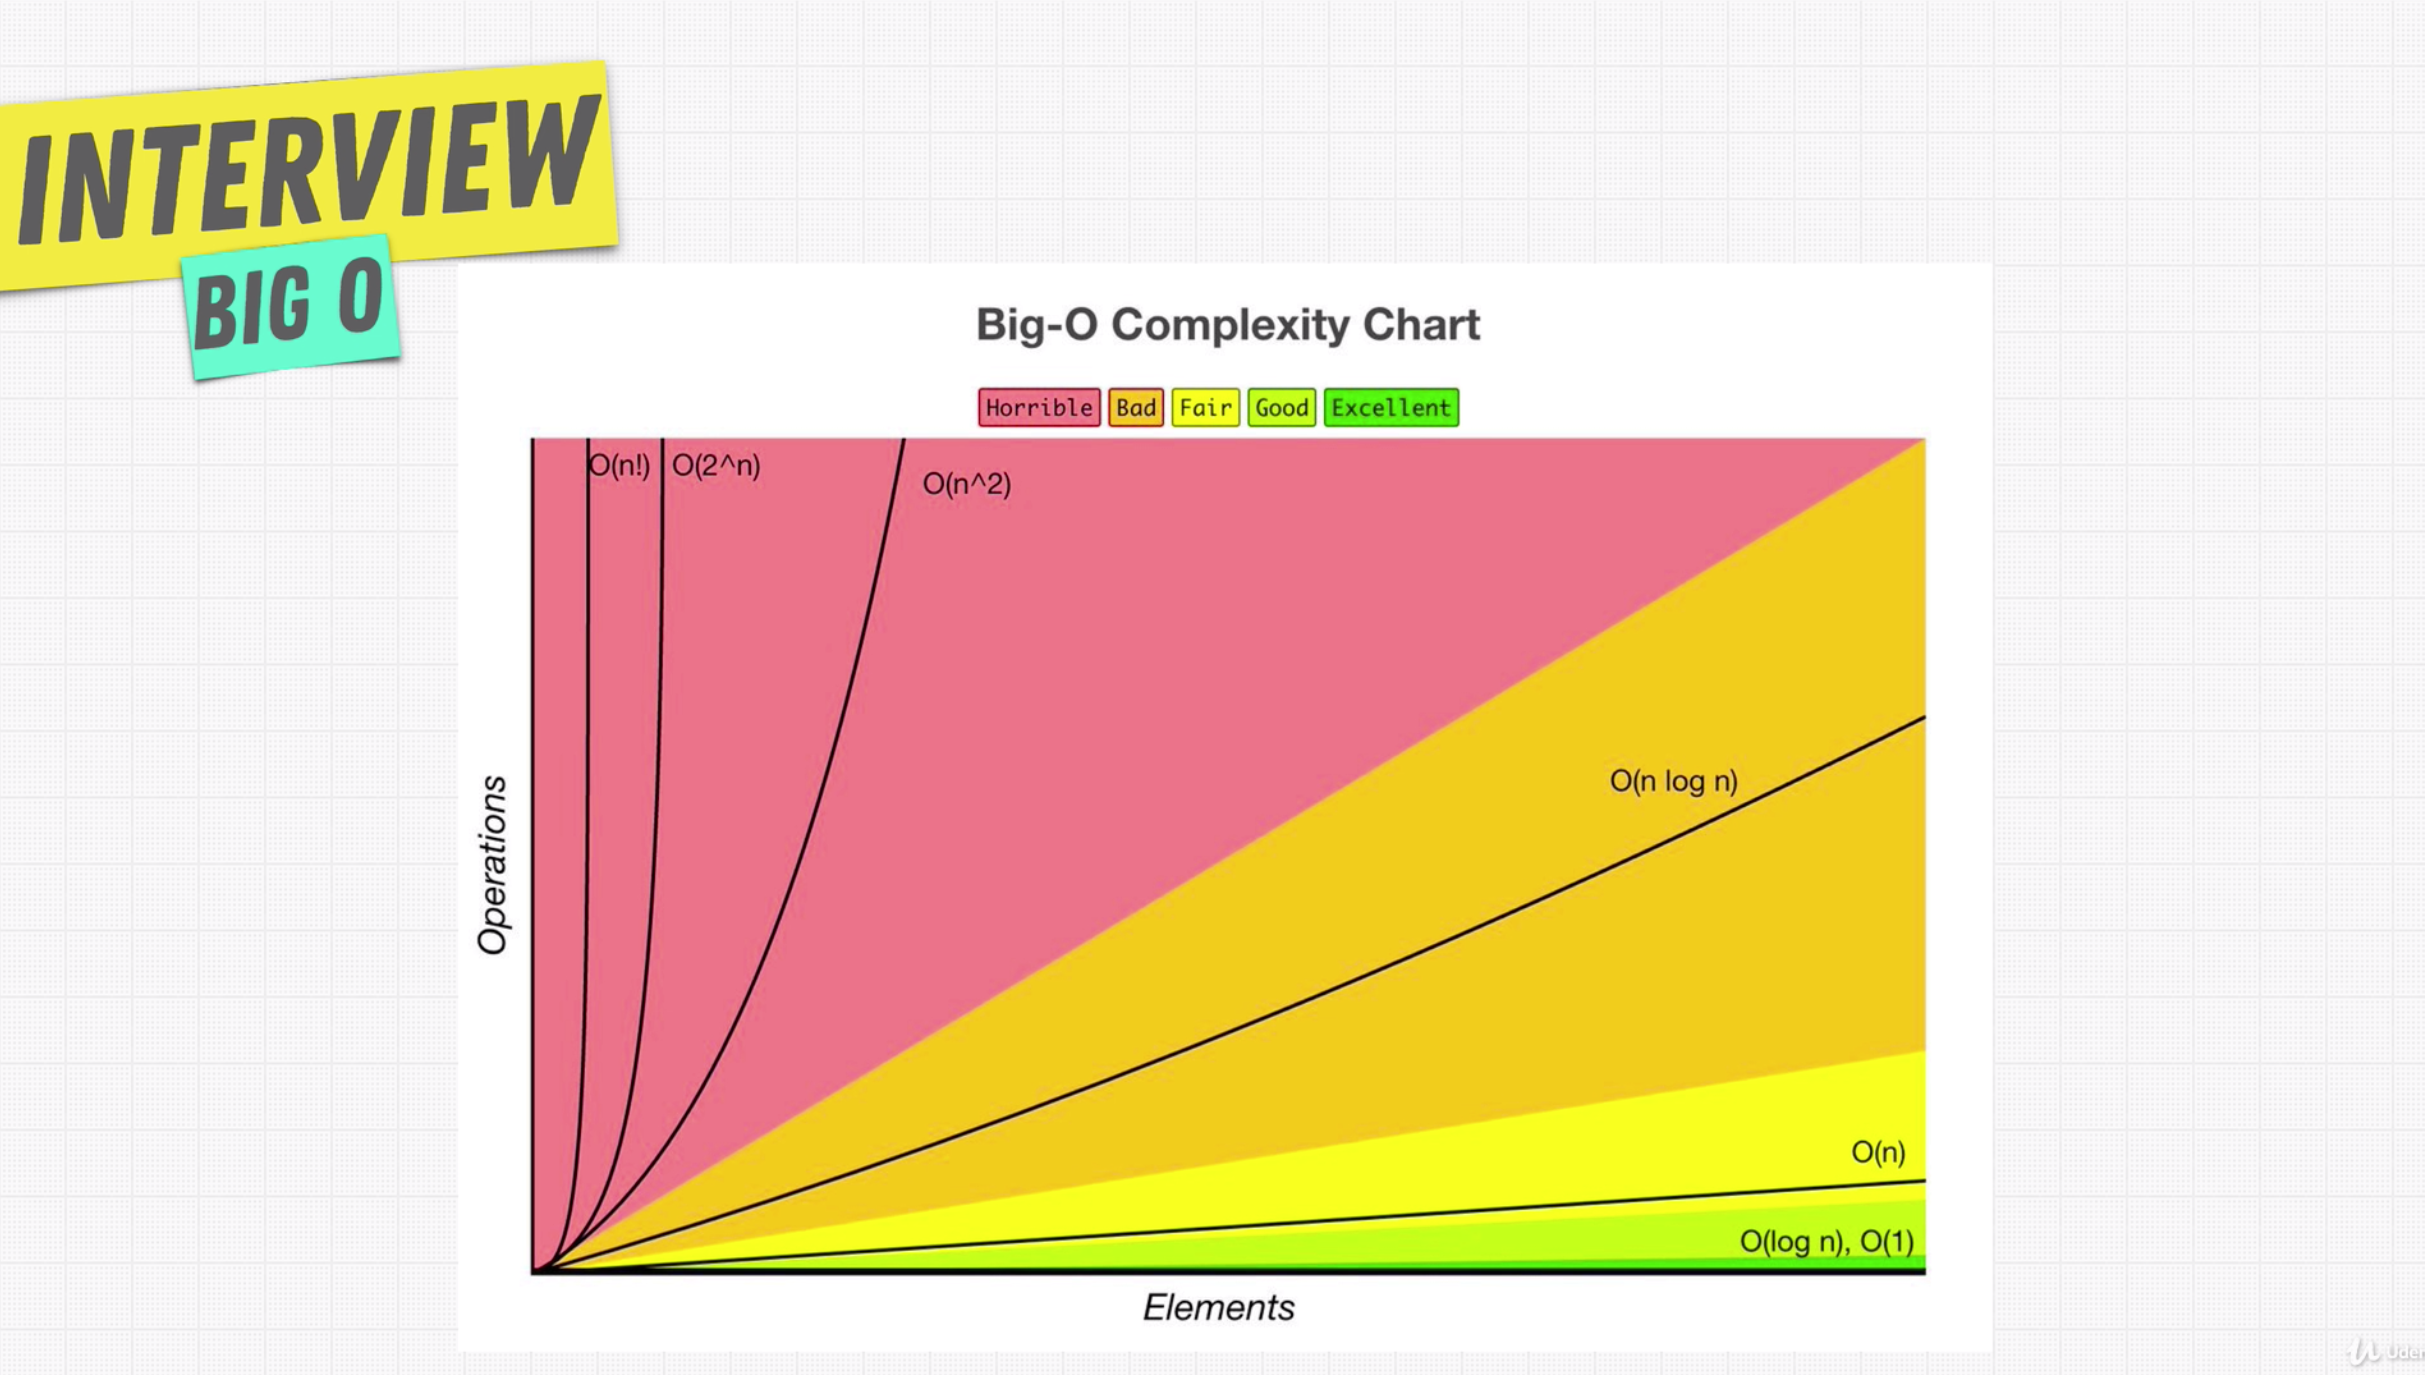 INTERVIEW
BIG O
Big-O Complexity Chart
Horrible Bad Fair Good Excellent
O(n!) O(2^n)
O(n^2)
O(n log n)
O(n)
O(log n), O(1)
Operations
Elements